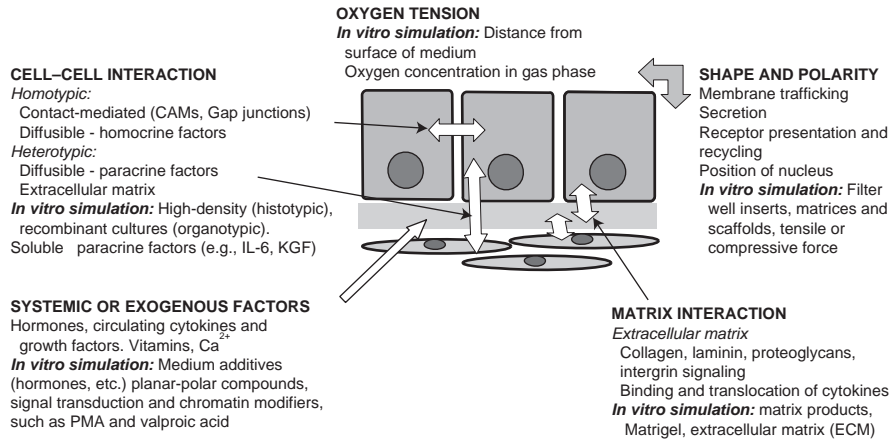 OXYGEN TENSION
In vitro simulation: Distance from
surface of medium
Oxygen concentration in gas phase
CELL–CELL INTERACTION
Homotypic:
Contact-mediated (CAMs, Gap junctions)
Diffusible - homocrine factors
Heterotypic:
Diffusible - paracrine factors
Extracellular matrix
In vitro simulation: High-density (histotypic),
recombinant cultures (organotypic).
Soluble paracrine factors (e.g., IL-6, KGF)
SHAPE AND POLARITY
Membrane trafficking
Secretion
Receptor presentation and
recycling
Position of nucleus
In vitro simulation: Filter
well inserts, matrices and
scaffolds, tensile or
compressive force
SYSTEMIC OR EXOGENOUS FACTORS
Hormones, circulating cytokines and
growth factors. Vitamins, Ca2+
In vitro simulation: Medium additives
(hormones, etc.) planar-polar compounds,
signal transduction and chromatin modifiers,
such as PMA and valproic acid
MATRIX INTERACTION
Extracellular matrix
Collagen, laminin, proteoglycans,
intergrin signaling
Binding and translocation of cytokines
In vitro simulation: matrix products,
Matrigel, extracellular matrix (ECM)